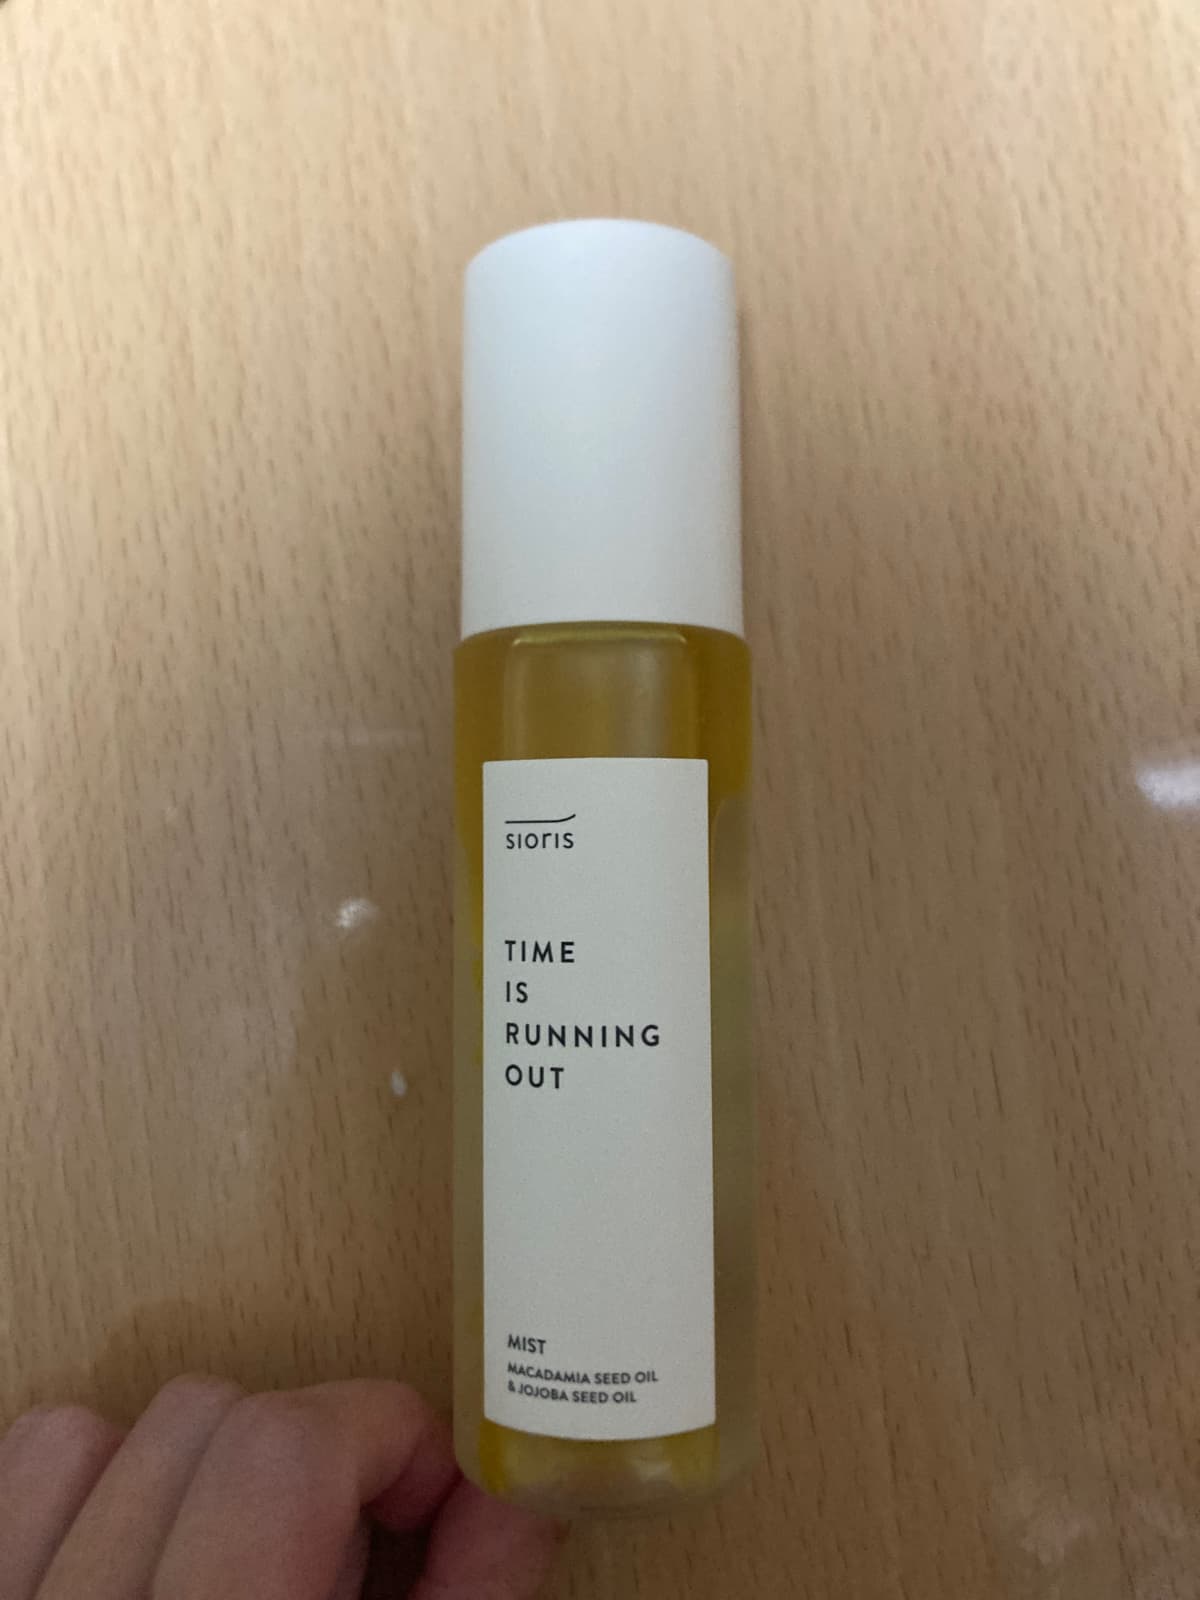 sioris
TIME
IS
RUNNING
OUT
MIST
MACADAMIA SEED OIL
& JOJOBA SEED OIL